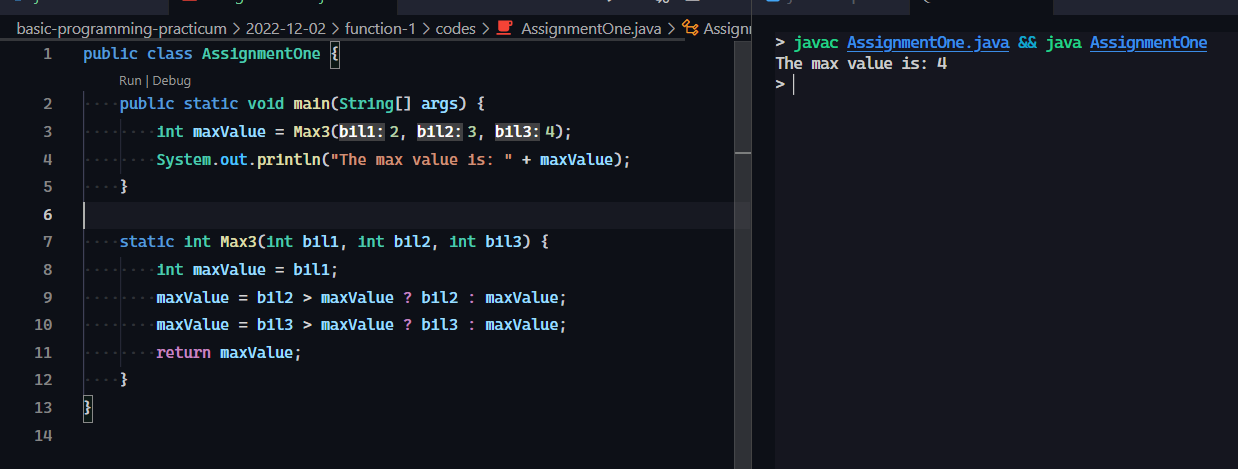 basic-programming-practicum > 2022-12-02 > function-1 > codes > AssignmentOne.java >
1 public class AssignmentOne {
Run | Debug
2 public static void main(String[] args) {
3 int maxValue = Max3(bil1: 2, bil2: 3, bil3: 4);
4 System.out.println("The max value is: " + maxValue);
5 }
6
7 static int Max3(int bil1, int bil2, int bil3) {
8 int maxValue = bil1;
9 maxValue = bil2 > maxValue ? bil2 : maxValue;
10 maxValue = bil3 > maxValue ? bil3 : maxValue;
11 return maxValue;
12 }
13 }
14
> javac AssignmentOne.java && java AssignmentOne
The max value is: 4
>